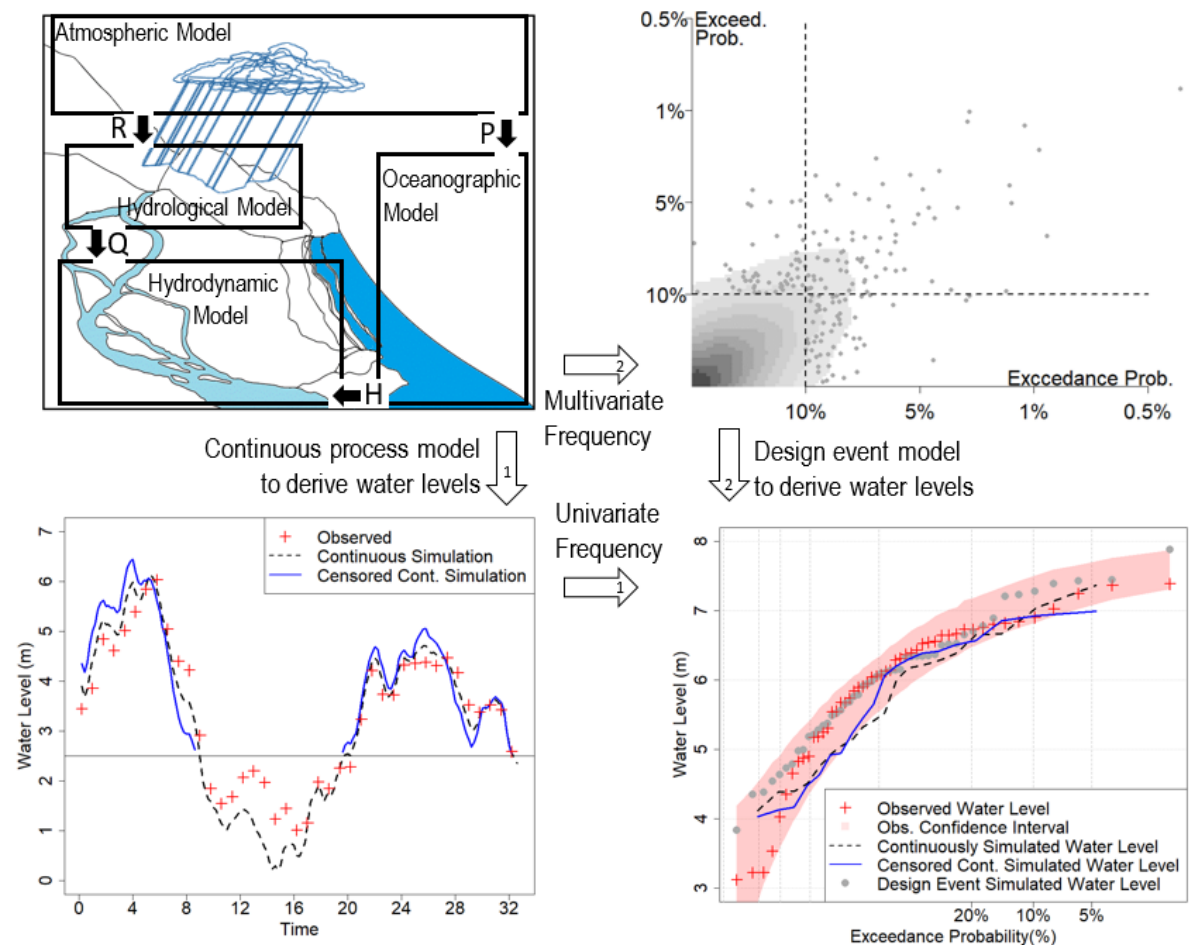 Atmospheric Model
R
P
Oceanographic
Model
Hydrological Model
Q
Hydrodynamic
Model
H
0.5%
Exceed.
Prob.
1%
5%
10%
Exccedance Prob.
10%
5%
1%
0.5%
2
Multivariate
Frequency
Continuous process model
to derive water levels
1
2
Design event model
to derive water levels
Univariate
Frequency
1
7
6
5
4
3
2
1
0
Water Level (m)
Observed
Continuous Simulation
Censored Cont. Simulation
0
4
8
12
16
20
24
28
32
Time
8
7
6
5
4
3
Water Level (m)
Observed Water Level
Obs. Confidence Interval
Continuously Simulated Water Level
Censored Cont. Simulated Water Level
Design Event Simulated Water Level
20%
10%
5%
Exceedance Probability(%)